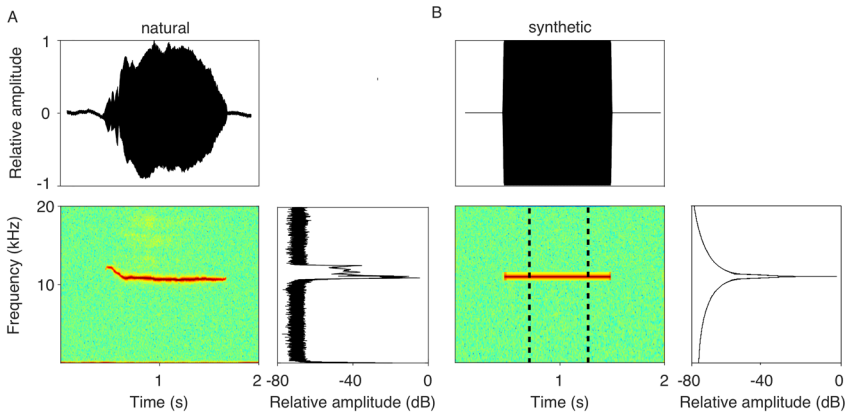 A
natural
B
synthetic
Relative amplitude
1
0
-1
Frequency (kHz)
20
10
1
2
Time (s)
-80
-40
0
Relative amplitude (dB)
1
2
Time (s)
-80
-40
0
Relative amplitude (dB)